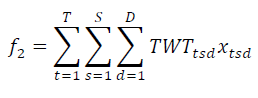 $f_2 = \sum_{t=1}^{T} \sum_{s=1}^{S} \sum_{d=1}^{D} TWT_{tsd} x_{tsd}$